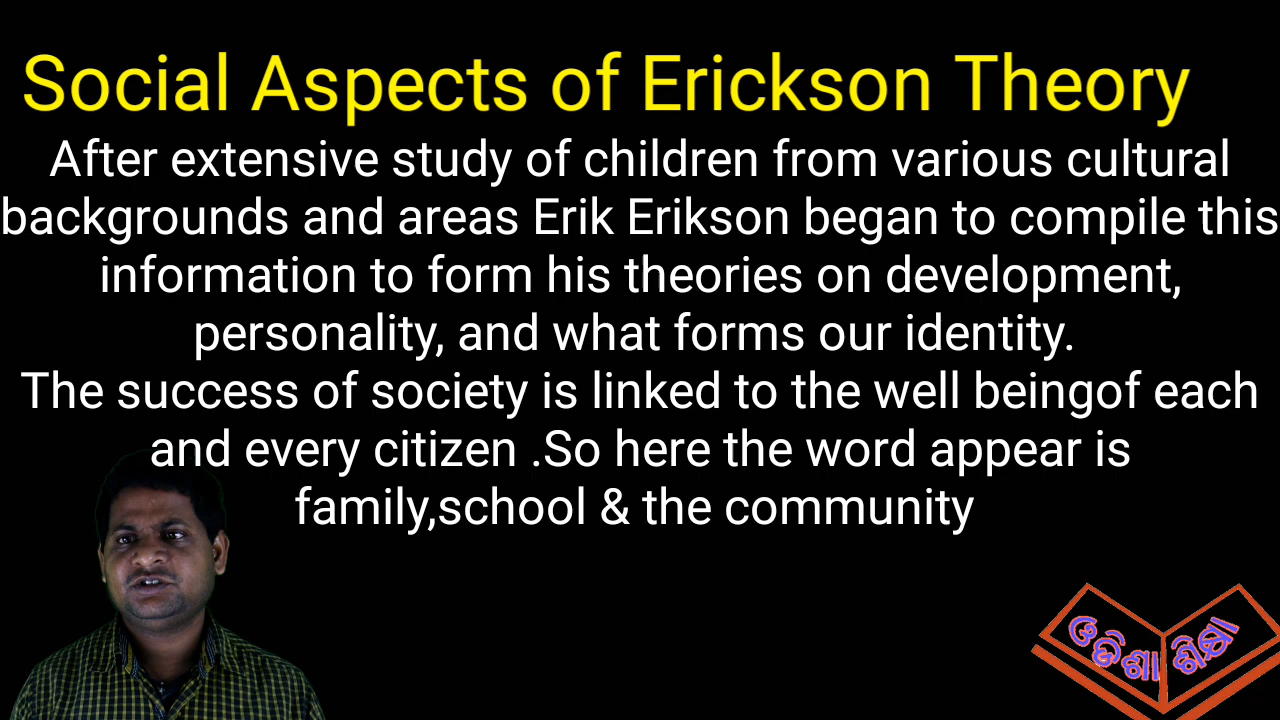 Social Aspects of Erickson Theory
After extensive study of children from various cultural
backgrounds and areas Erik Erikson began to compile this
information to form his theories on development,
personality, and what forms our identity.
The success of society is linked to the well beingof each
and every citizen .So here the word appear is
family,school & the community
ଓଡିଶା ଶିକ୍ଷା